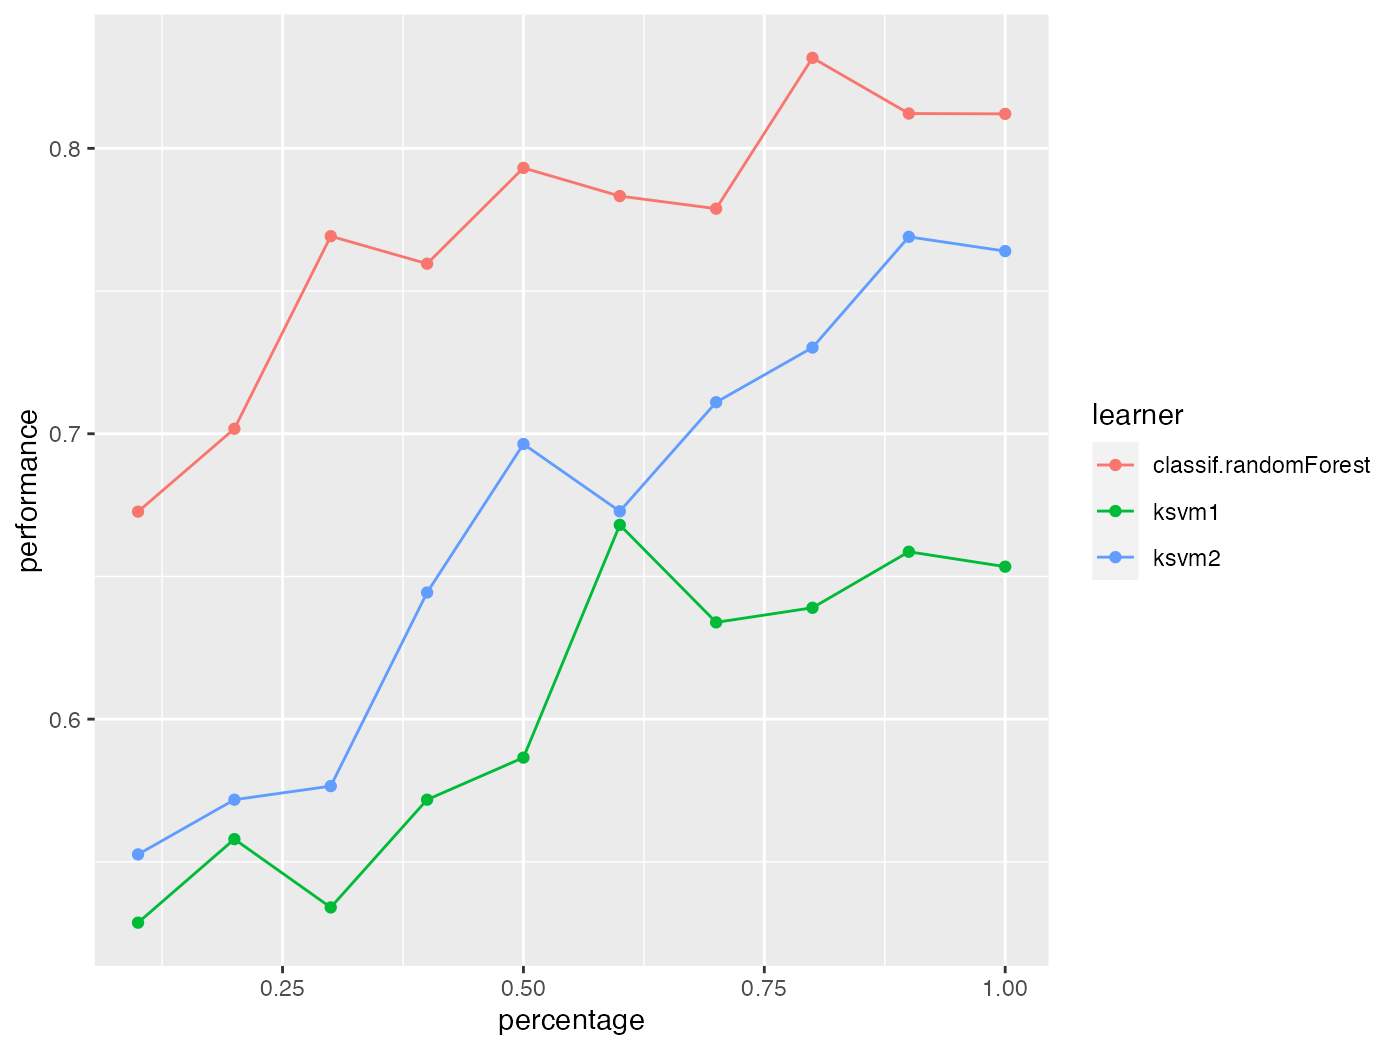 performance
0.8
0.7
0.6
0.25
0.50
0.75
1.00
percentage
learner
classif.randomForest
ksvm1
ksvm2